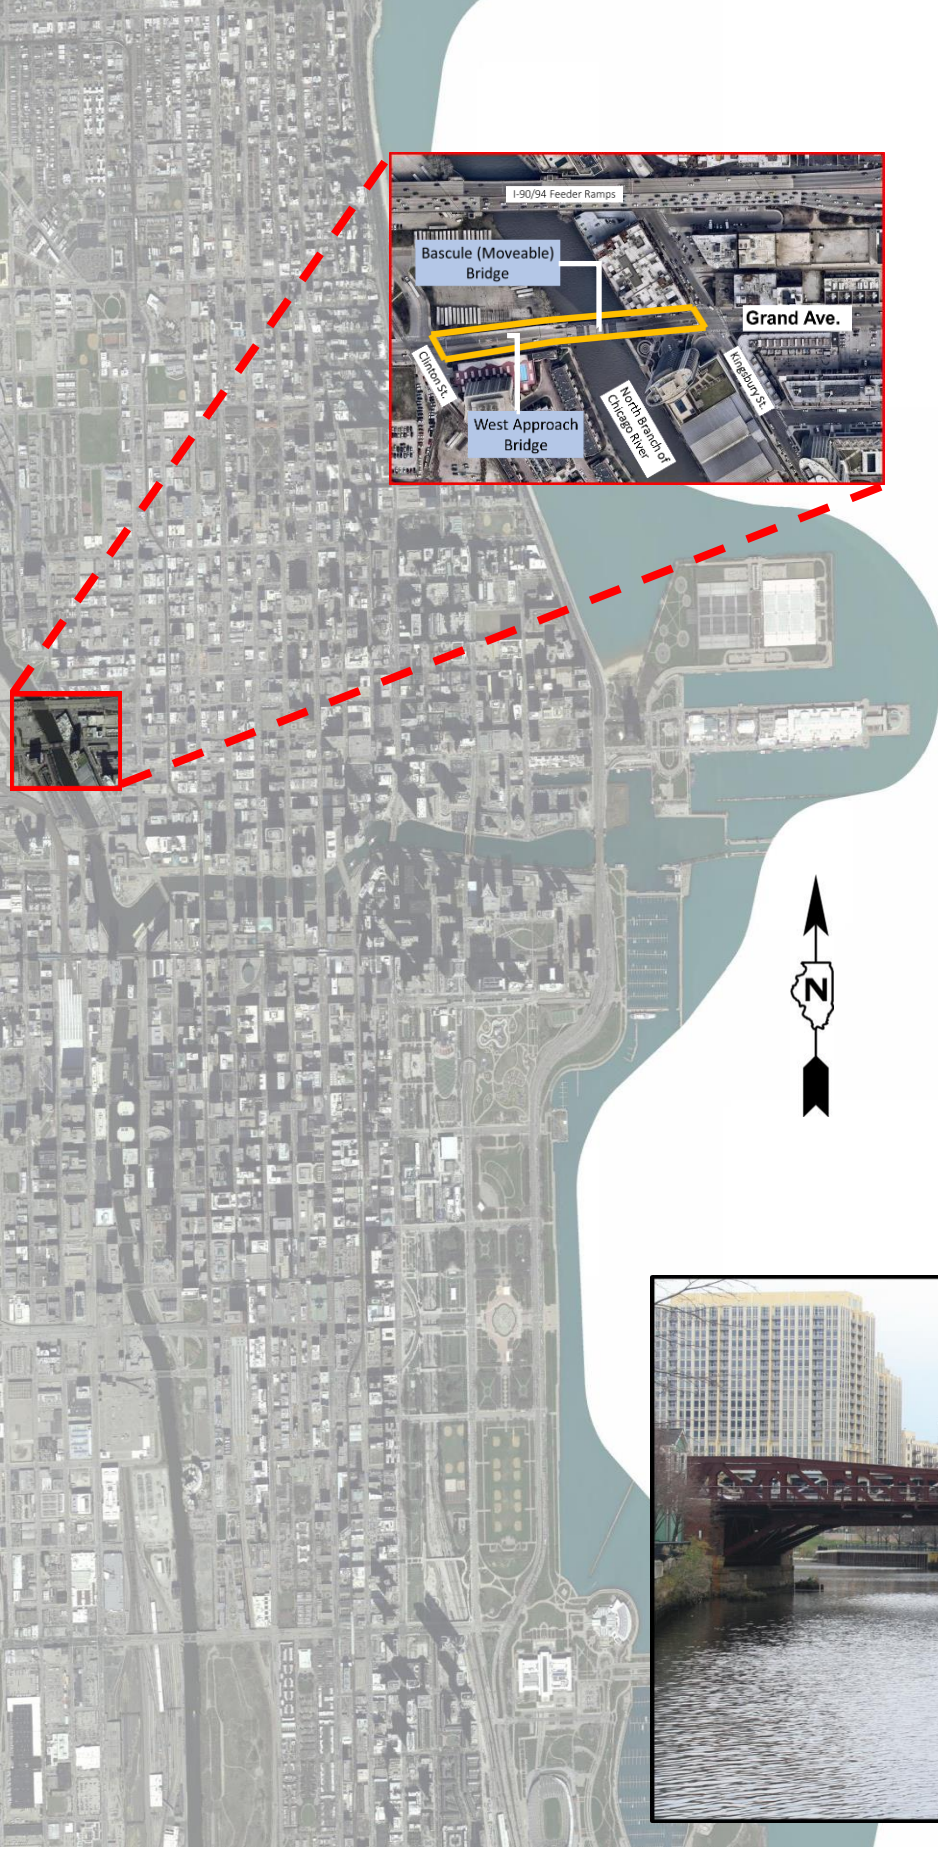 I-90/94 Feeder Ramps
Bascule (Moveable)
Bridge
Grand Ave.
Clinton St.
Kingsbury St.
West Approach
Bridge
North Branch of
Chicago River
N